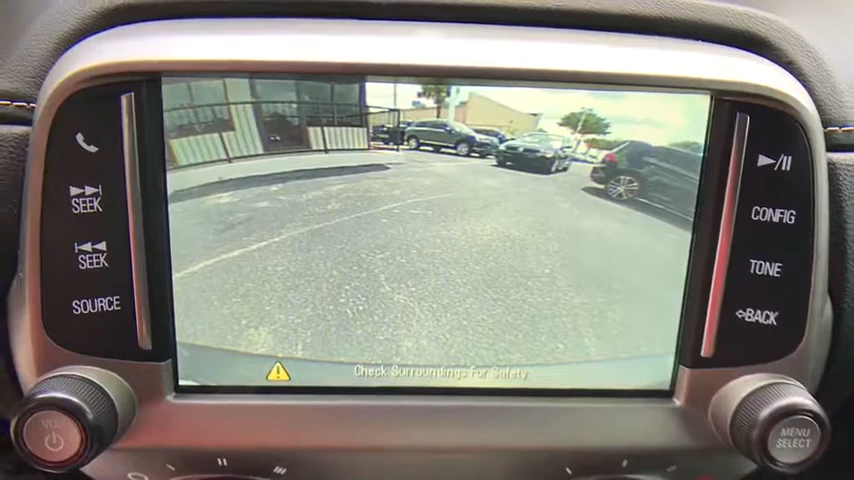 SEEK
SEEK
SOURCE
CONFIG
TONE
BACK
Check Surroundings For Safety
VOL
MENU
SELECT